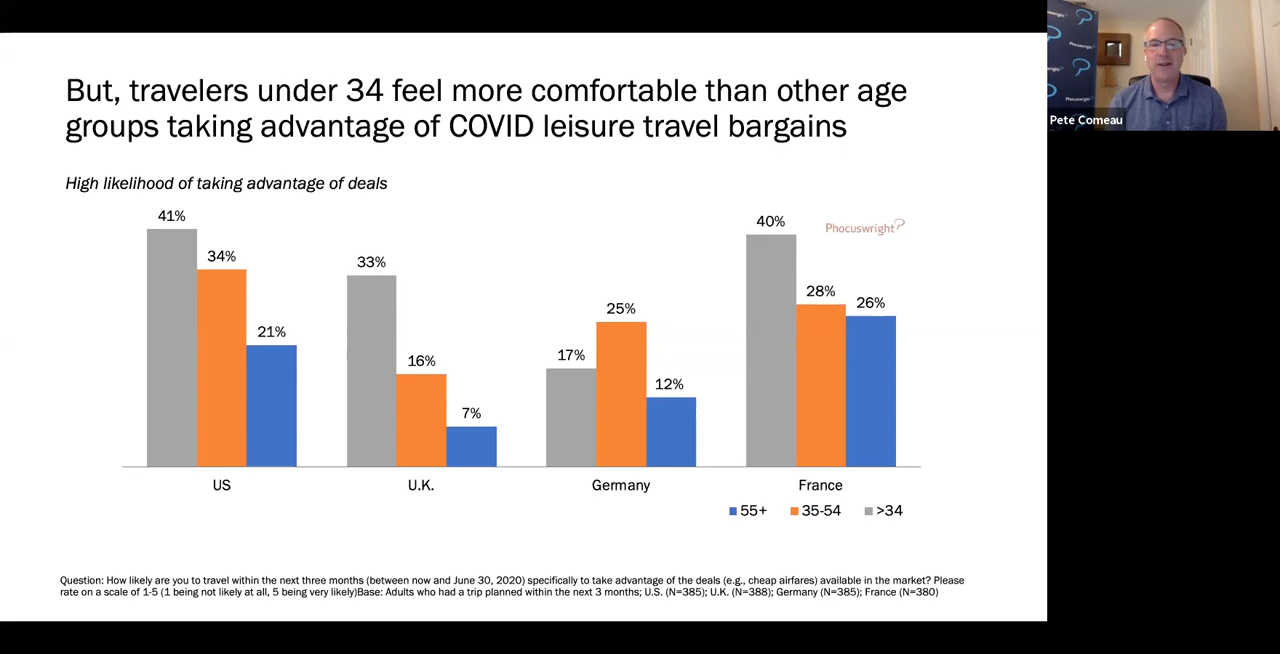 But, travelers under 34 feel more comfortable than other age
groups taking advantage of COVID leisure travel bargains
High likelihood of taking advantage of deals
41%
34%
21%
33%
16%
7%
17%
25%
12%
40%
28%
26%
Phocuswright
US
U.K.
Germany
France
55+
35-54
>34
Question: How likely are you to travel within the next three months (between now and June 30, 2020) specifically to take advantage of the deals (e.g., cheap airfares) available in the market? Please
rate on a scale of 1-5 (1 being not likely at all, 5 being very likely)Base: Adults who had a trip planned within the next 3 months; U.S. (N=385); U.K. (N=388); Germany (N=385); France (N=380)
Phocuswright
Phocuswright
Pete Comeau